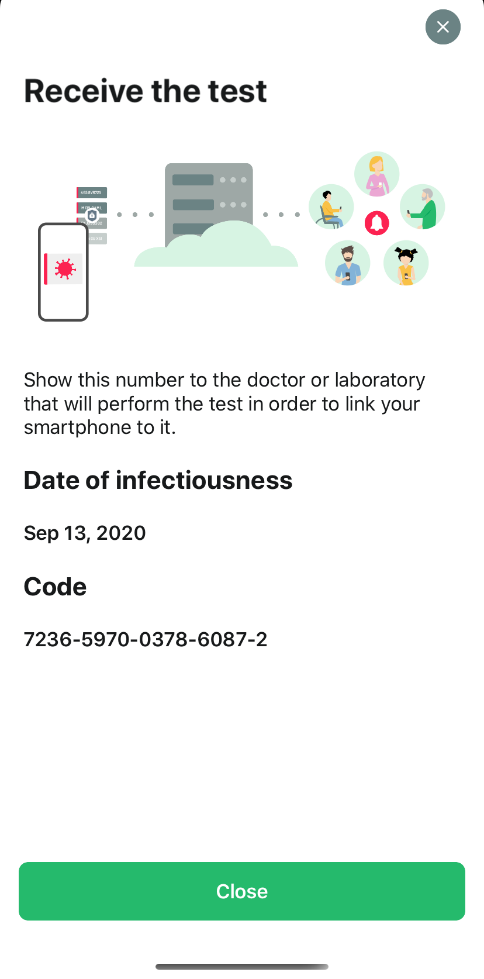 Receive the test
Show this number to the doctor or laboratory
that will perform the test in order to link your
smartphone to it.
Date of infectiousness
Sep 13, 2020
Code
7236-5970-0378-6087-2
Close